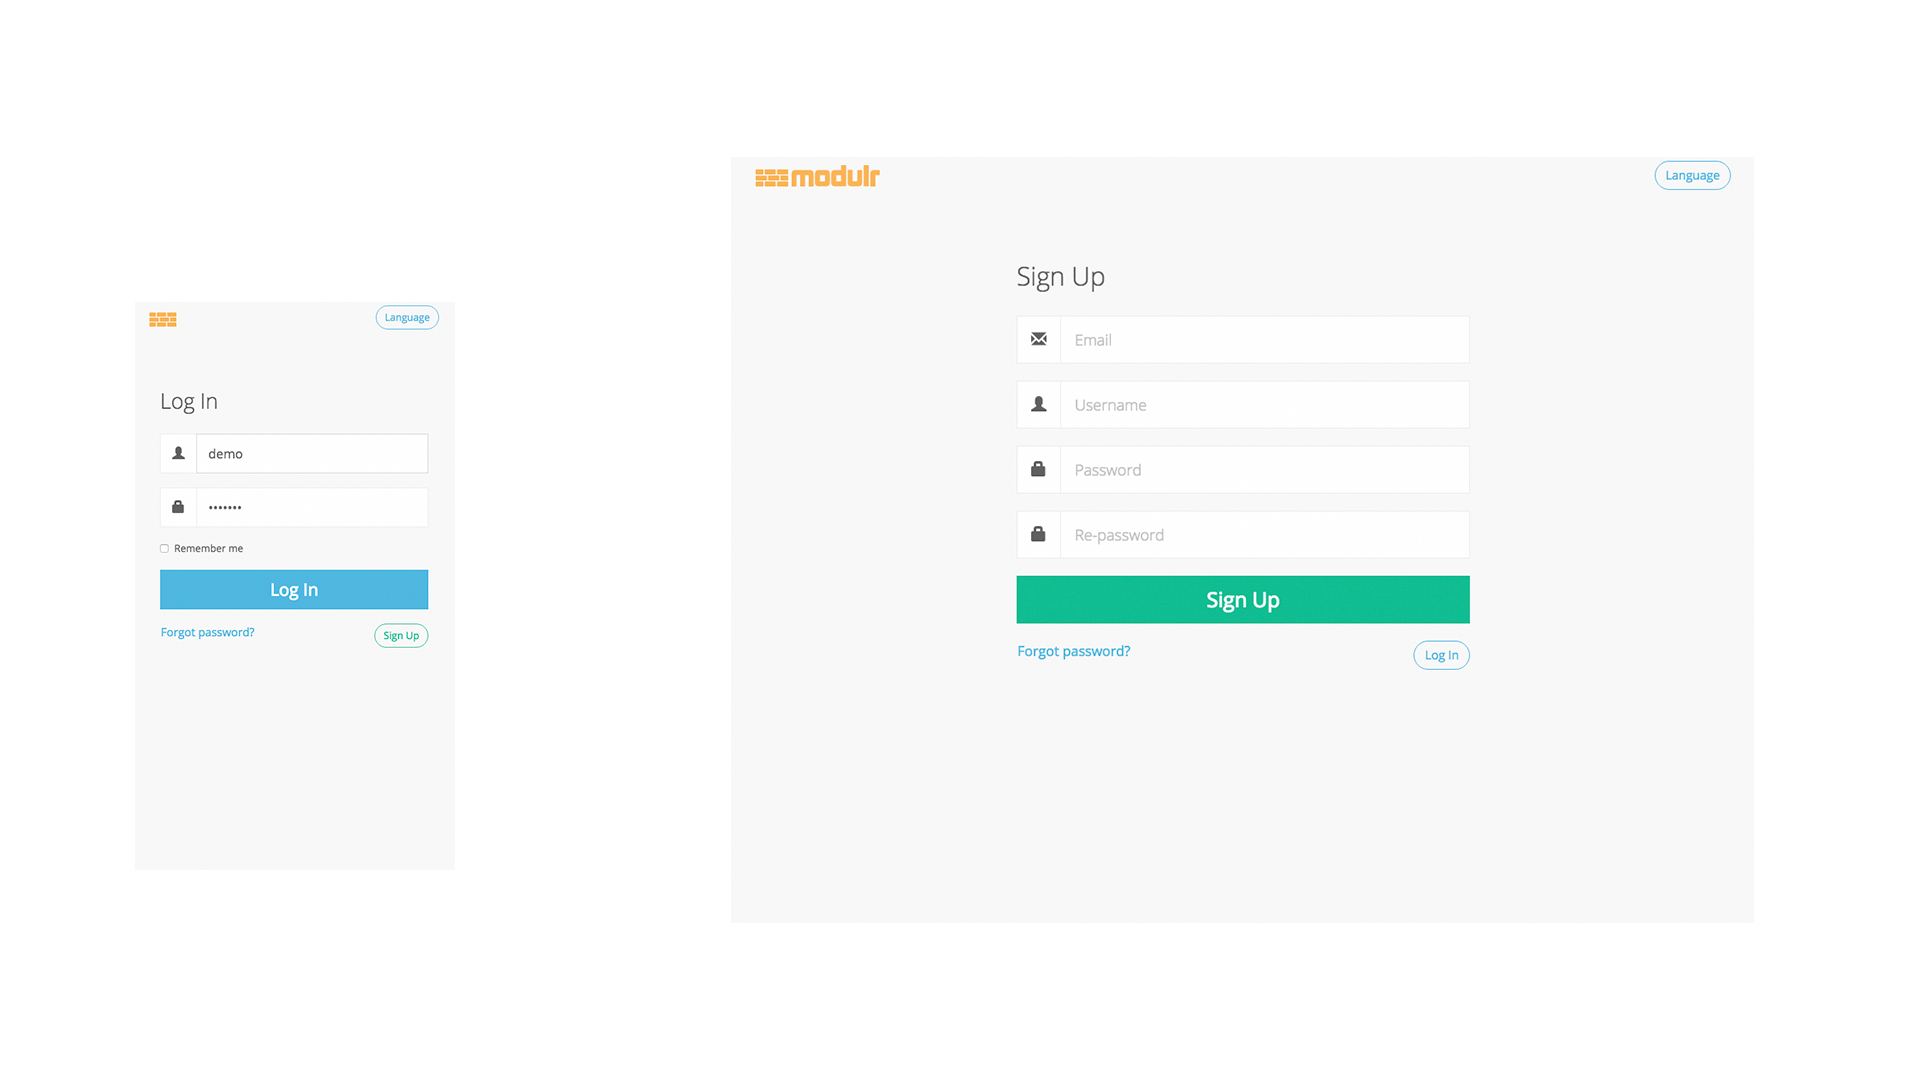 Language
Log In
demo
•••••••
Remember me
Log In
Forgot password?
Sign Up
modulr
Language
Sign Up
Email
Username
Password
Re-password
Sign Up
Forgot password?
Log In